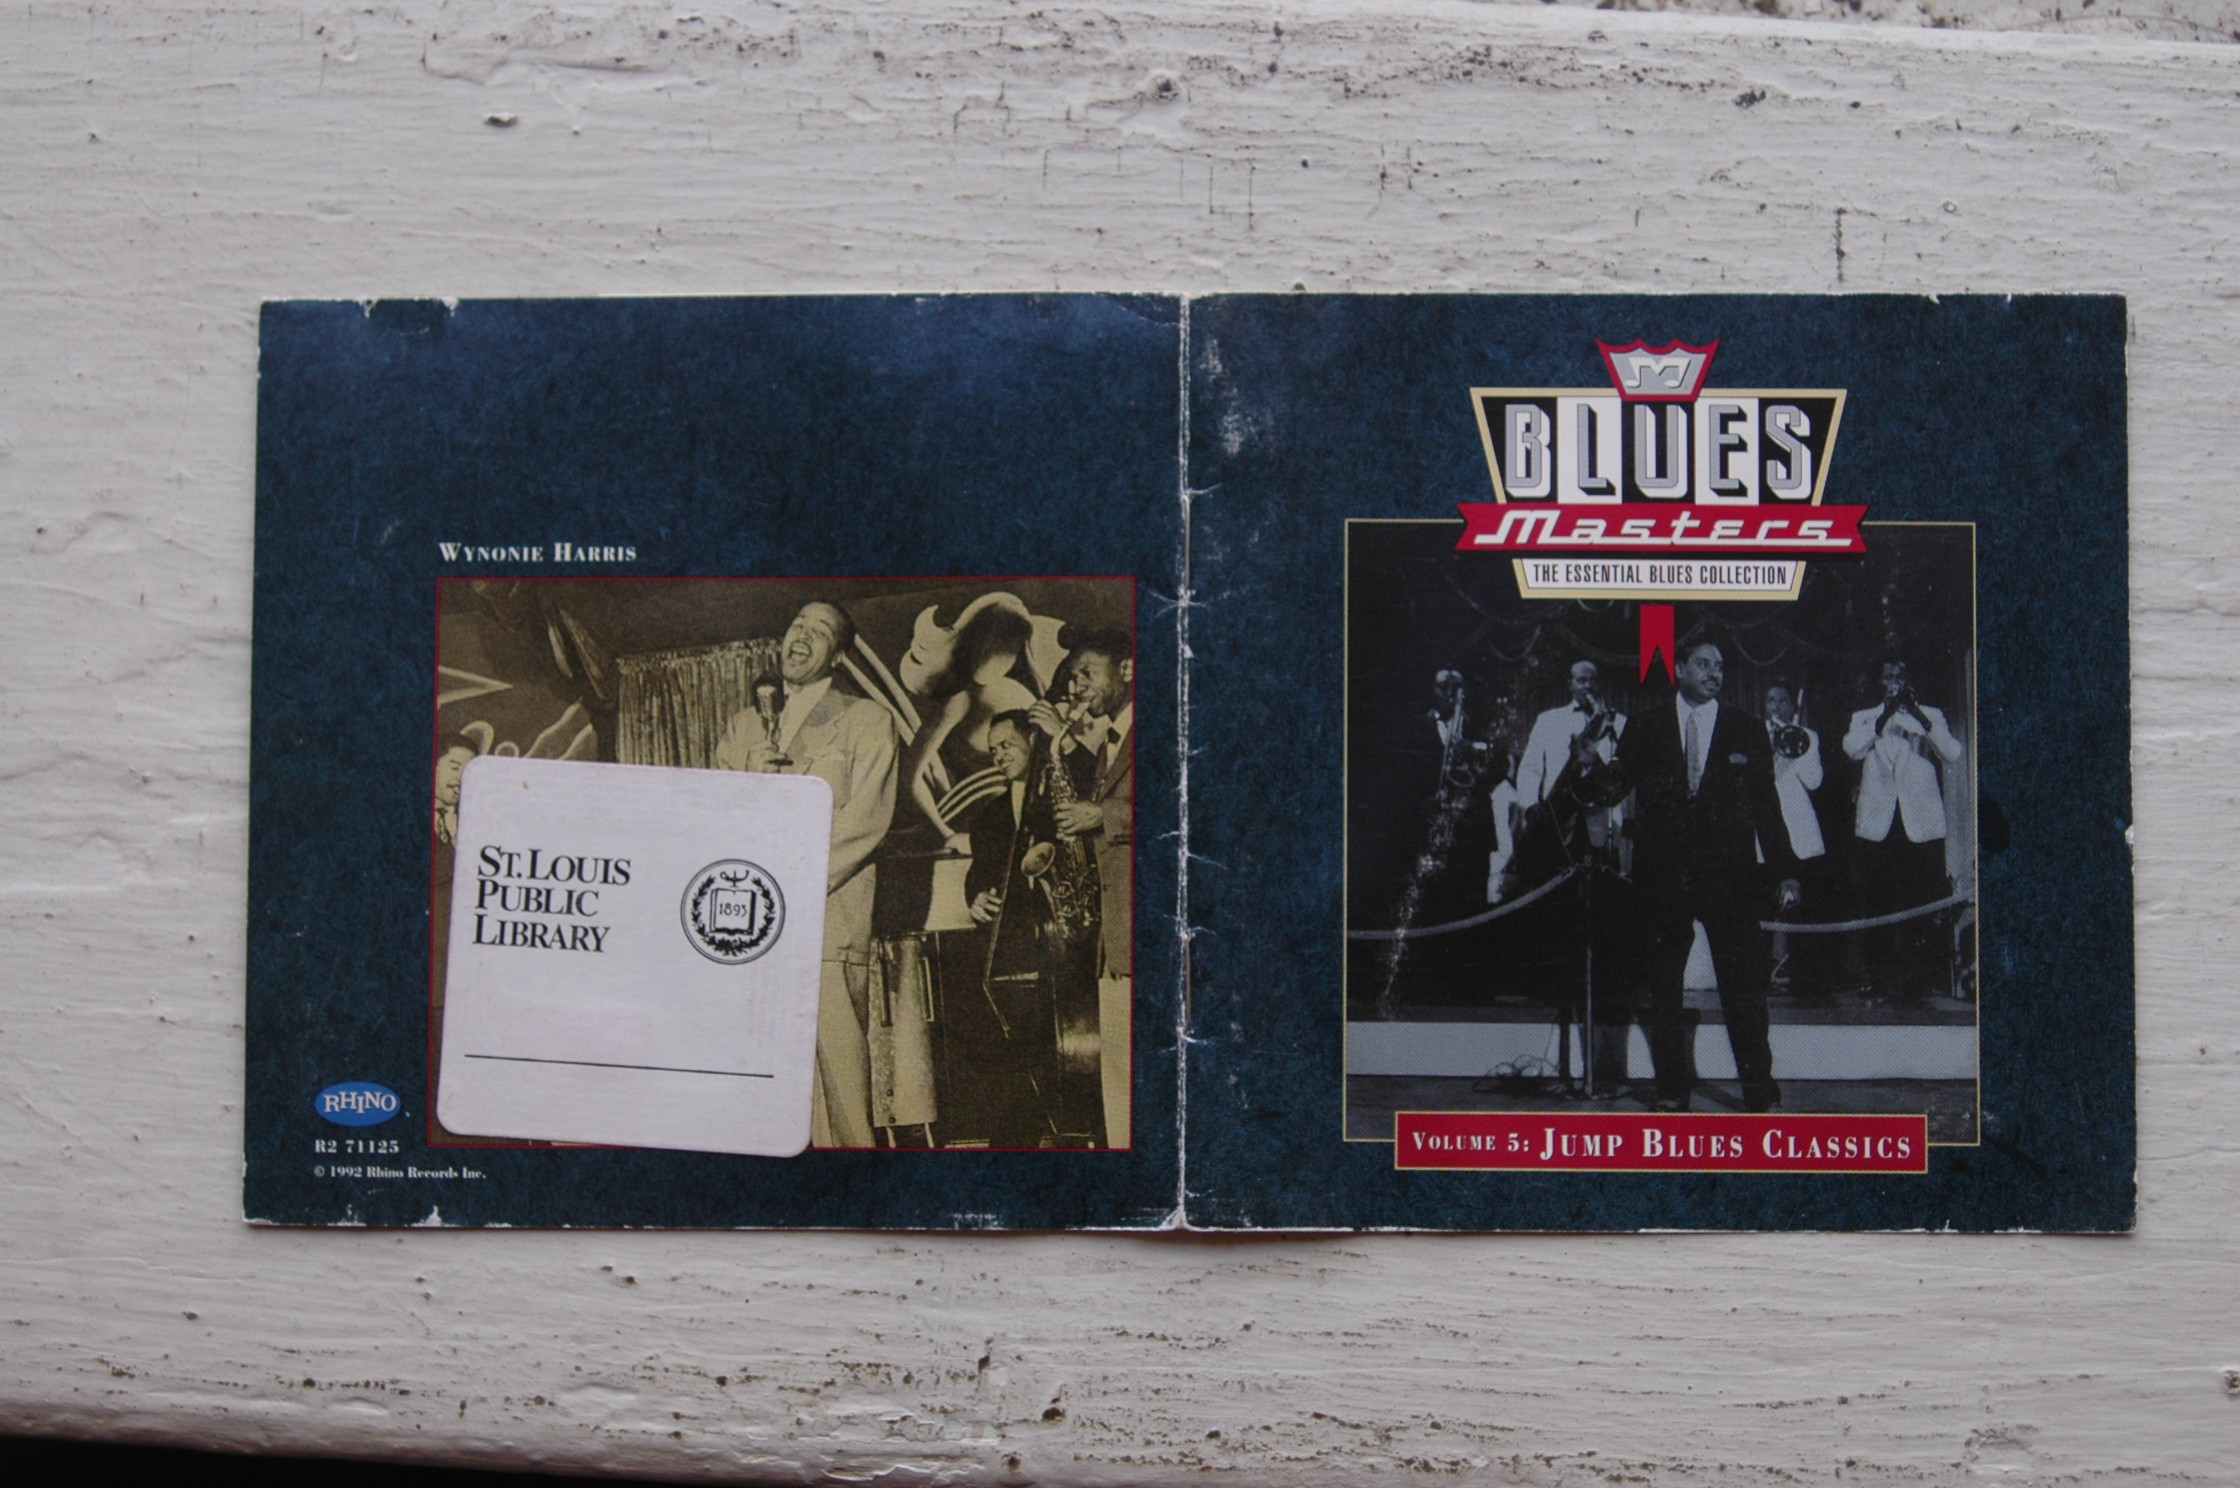 WYNONIE HARRIS
ST. LOUIS
PUBLIC
LIBRARY
1893
RHINO
R2 71125
© 1992 Rhino Records Inc.
M
BLUES
Masters
THE ESSENTIAL BLUES COLLECTION
VOLUME 5: JUMP BLUES CLASSICS